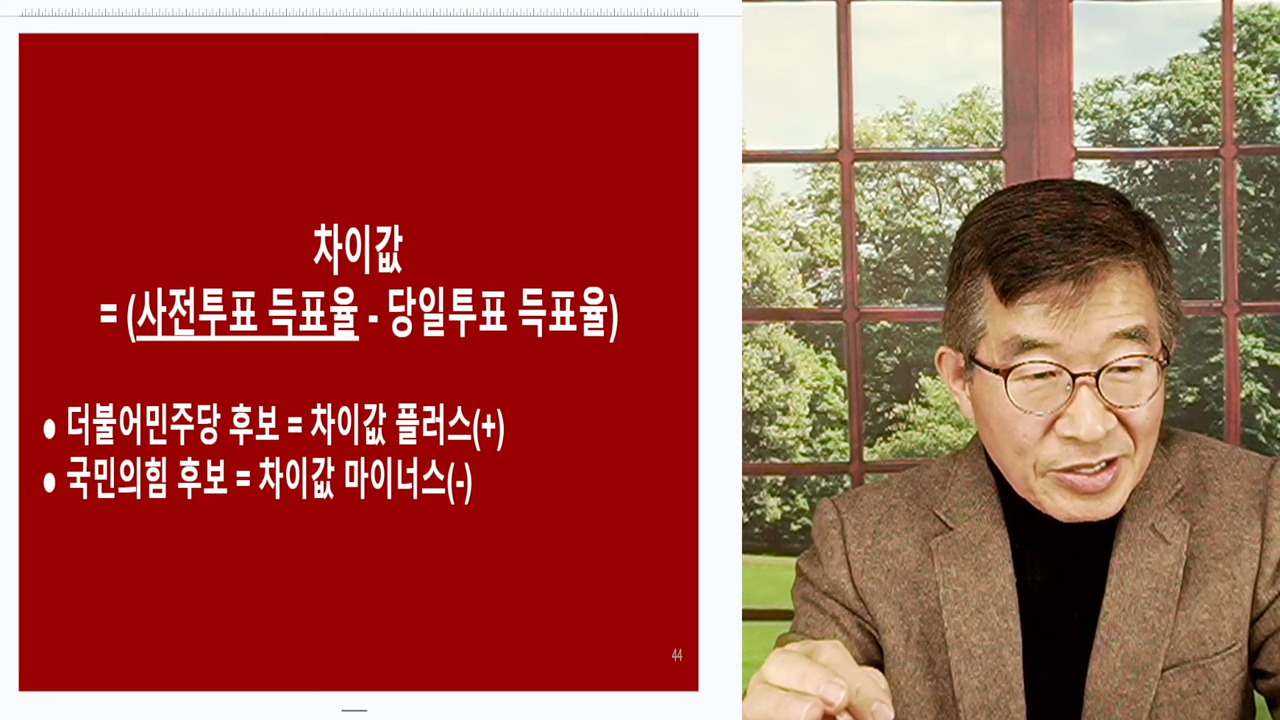 차이값
= (사전투표 득표율 - 당일투표 득표율)
● 더불어민주당 후보 = 차이값 플러스(+)
● 국민의힘 후보 = 차이값 마이너스(-)
44